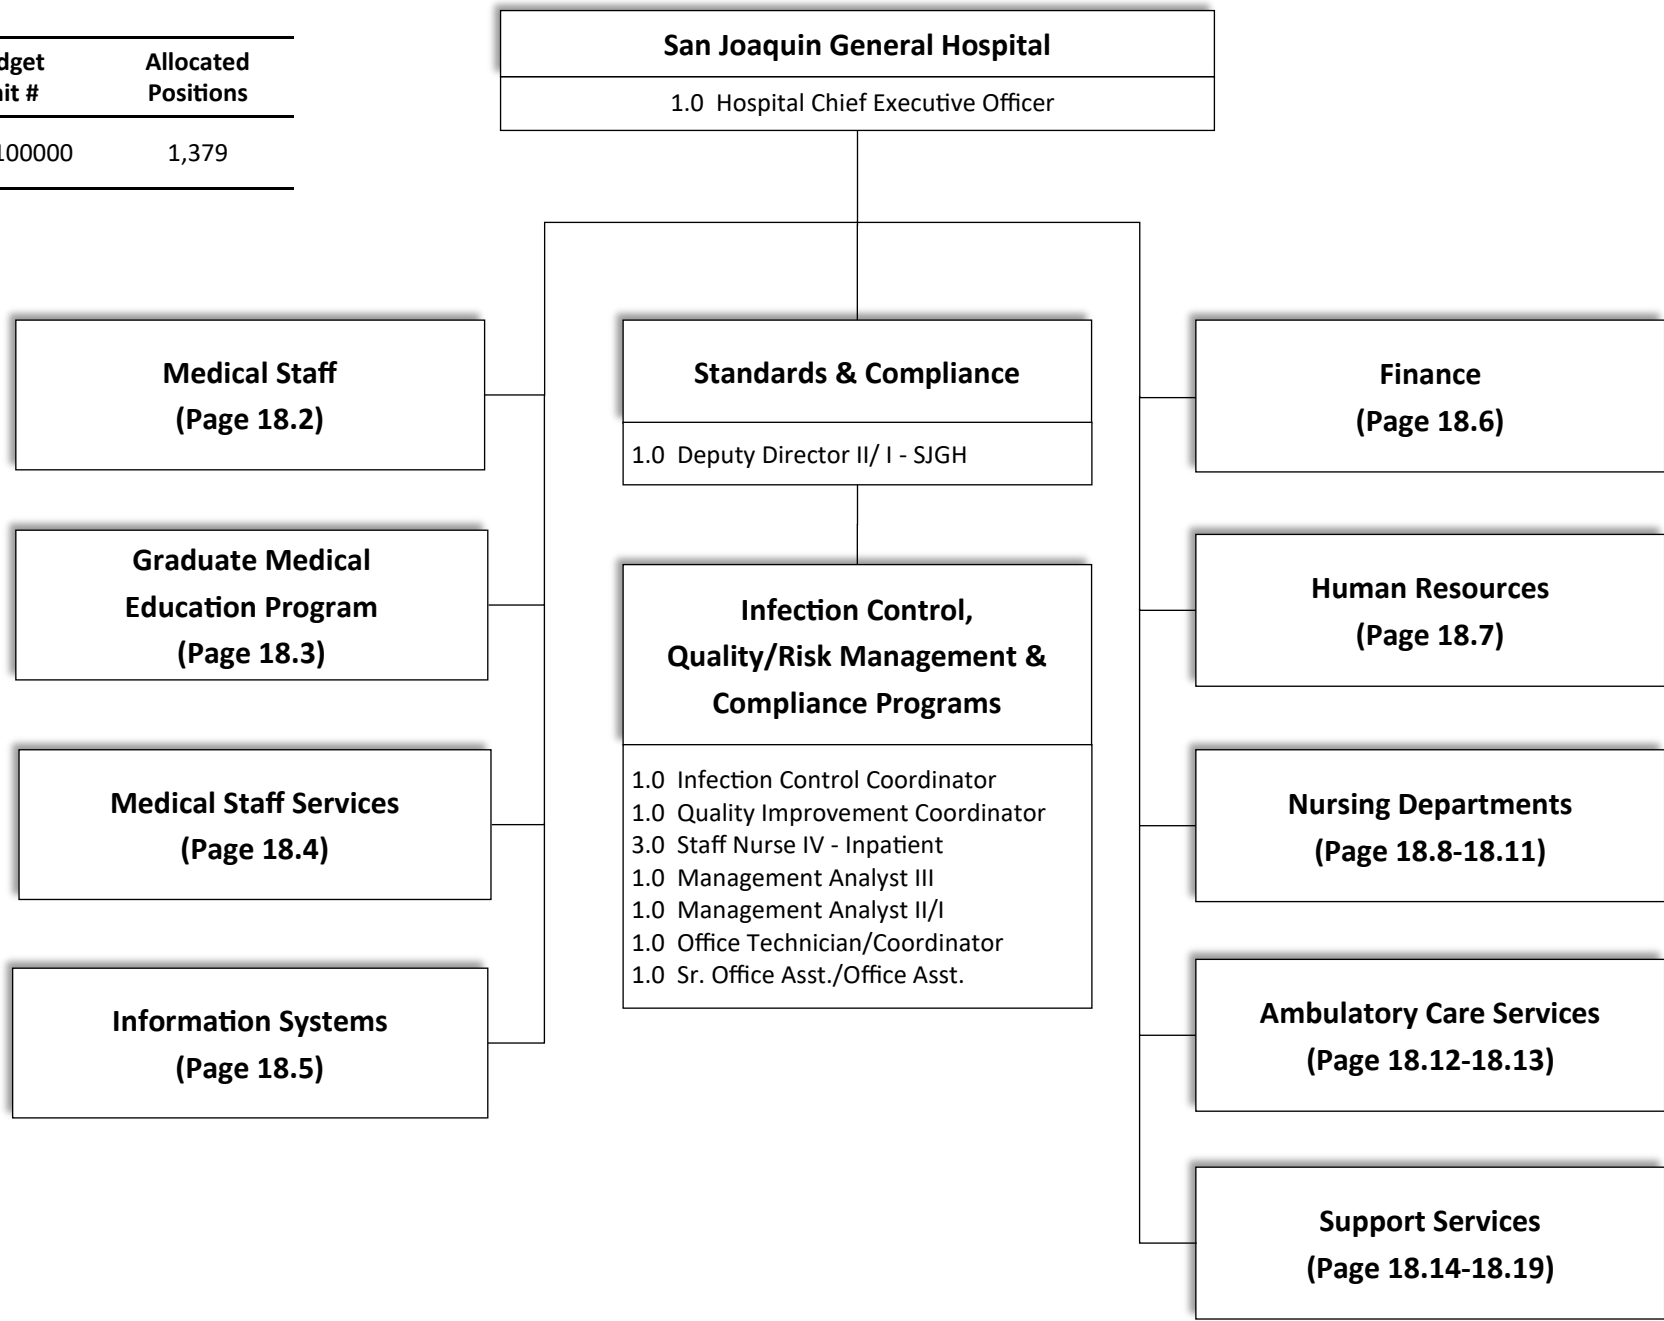 San Joaquin General Hospital
1.0 Hospital Chief Executive Officer
Allocated
#
Positions
100000 1,379
Medical Staff
(Page 18.2)
Graduate Medical
Education Program
(Page 18.3)
Medical Staff Services
(Page 18.4)
Information Systems
(Page 18.5)
Standards & Compliance
1.0 Deputy Director II/ I - SJGH
Infection Control,
Quality/Risk Management &
Compliance Programs
1.0 Infection Control Coordinator
1.0 Quality Improvement Coordinator
3.0 Staff Nurse IV - Inpatient
1.0 Management Analyst III
1.0 Management Analyst II/I
1.0 Office Technician/Coordinator
1.0 Sr. Office Asst./Office Asst.
Finance
(Page 18.6)
Human Resources
(Page 18.7)
Nursing Departments
(Page 18.8-18.11)
Ambulatory Care Services
(Page 18.12-18.13)
Support Services
(Page 18.14-18.19)